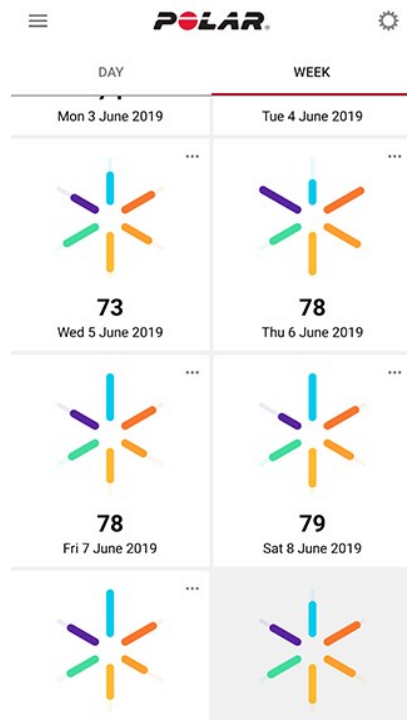 POLAR.
DAY WEEK
Mon 3 June 2019 Tue 4 June 2019
73 78
Wed 5 June 2019 Thu 6 June 2019
78 79
Fri 7 June 2019 Sat 8 June 2019